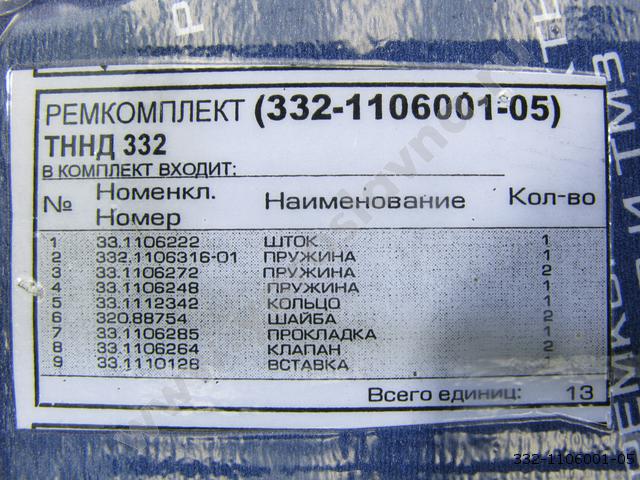 РЕМКОМПЛЕКТ (332-1106001-05)
ТННД 332
В КОМПЛЕКТ ВХОДИТ:
№ Номенкл. Номер Наименование Кол-во
1 33.1106222 ШТОК 1
2 332.1106316-01 ПРУЖИНА 1
3 33.1106272 ПРУЖИНА 2
4 33.1106248 ПРУЖИНА 1
5 33.1112342 КОЛЬЦО 1
6 320.88754 ШАЙБА 2
7 33.1106285 ПРОКЛАДКА 1
8 33.1106264 КЛАПАН 2
9 33.1110128 ВСТАВКА 1
Всего единиц: 13
И ТМЗ
332-1106001-05